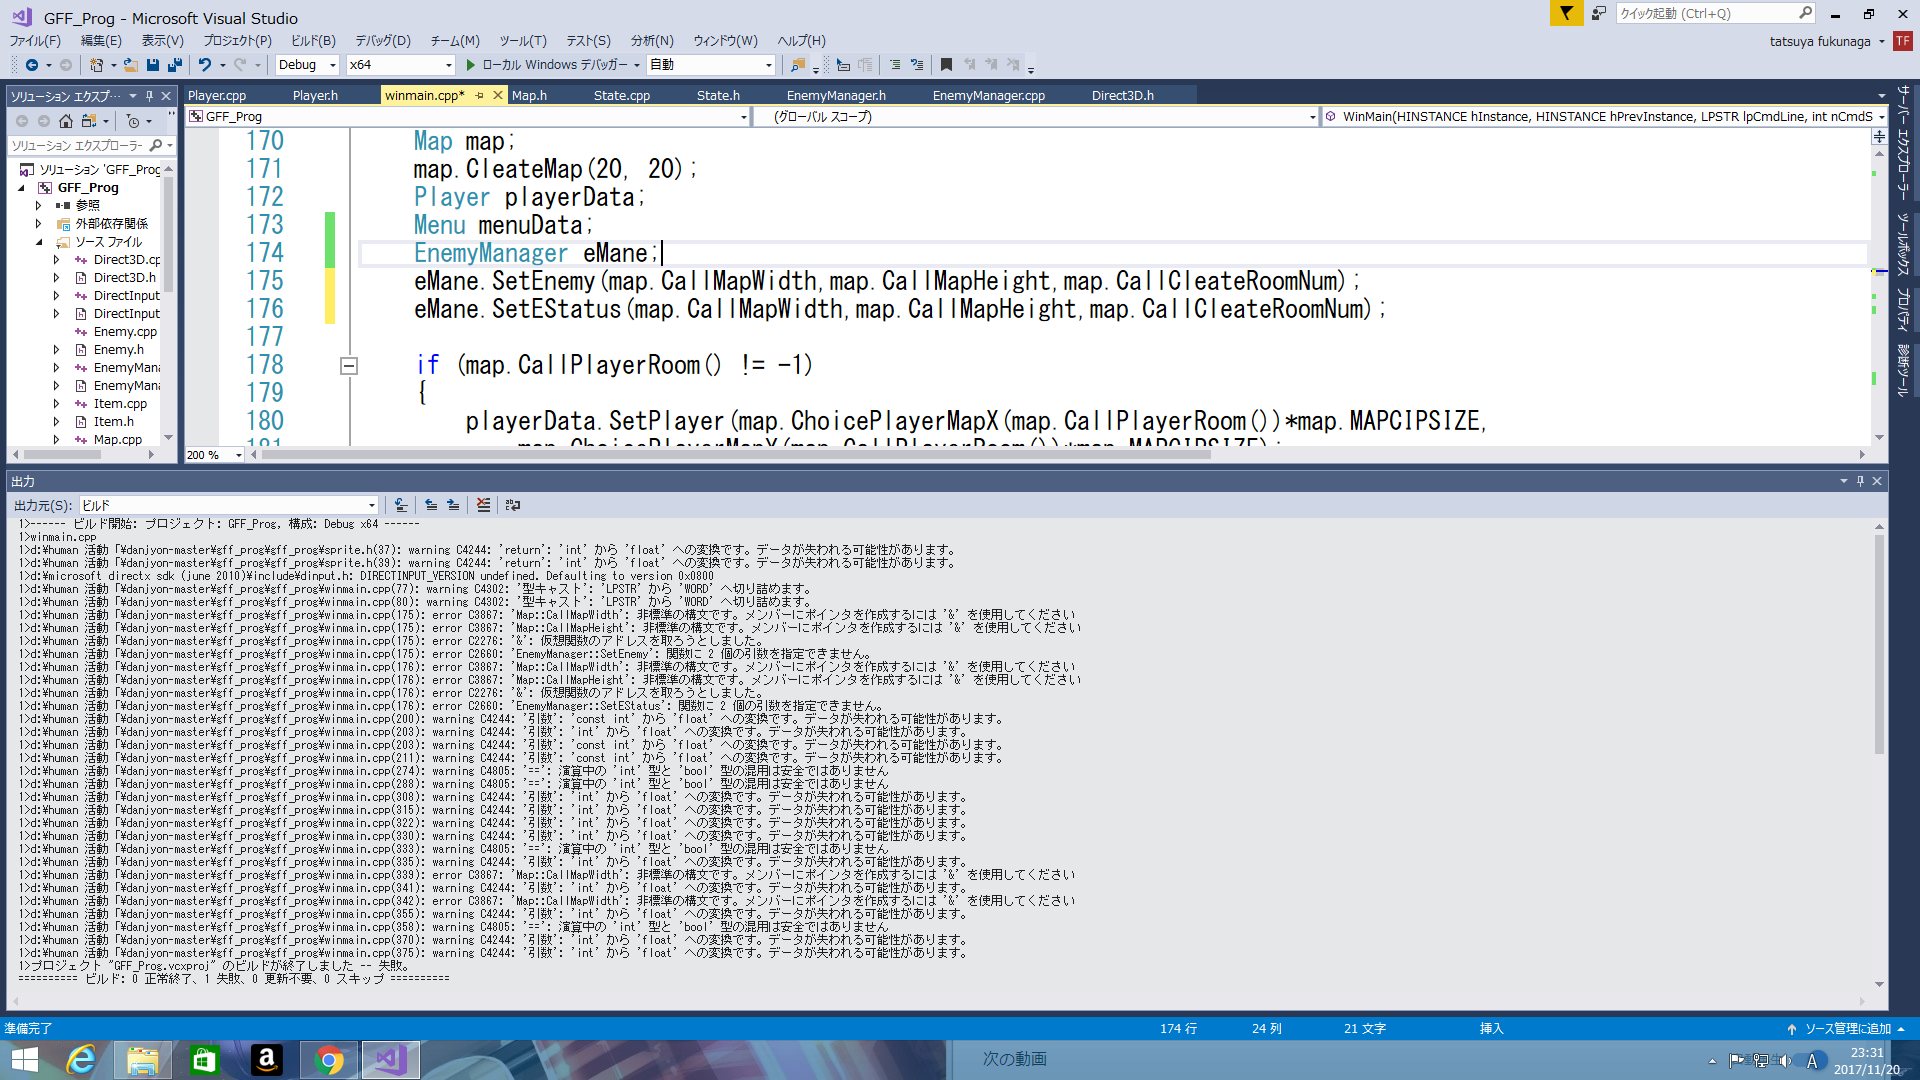 GFF_Prog - Microsoft Visual Studio
クイック起動 (Ctrl+Q)
ファイル(F) 編集(E) 表示(V) プロジェクト(P) ビルド(B) デバッグ(D) チーム(M) ツール(T) テスト(S) 分析(N) ウィンドウ(W) ヘルプ(H)
tatsuya fukunaga TF
Debug x64 ローカル Windows デバッガー 自動
ソリューション エクスプ…
Player.cpp Player.h winmain.cpp* Map.h State.cpp State.h EnemyManager.h EnemyManager.cpp Direct3D.h
GFF_Prog (グローバル スコープ) WinMain(HINSTANCE hInstance, HINSTANCE hPrevInstance, LPSTR lpCmdLine, int nCmdS
ソリューション エクスプローラー
ソリューション 'GFF_Prog
GFF_Prog
参照
外部依存関係
ソース ファイル
Direct3D.cp
Direct3D.h
DirectInput
DirectInput
Enemy.cpp
Enemy.h
EnemyMana
EnemyMana
Item.cpp
Item.h
Map.cpp
170 Map map;
171 map.CleateMap(20, 20);
172 Player playerData;
173 Menu menuData;
174 EnemyManager eMane;
175 eMane.SetEnemy(map.CallMapWidth,map.CallMapHeight,map.CallCleateRoomNum);
176 eMane.SetEStatus(map.CallMapWidth,map.CallMapHeight,map.CallCleateRoomNum);
177
178 if (map.CallPlayerRoom() != -1)
179 {
180 playerData.SetPlayer(map.ChoicePlayerMapX(map.CallPlayerRoom())*map.MAPCIPSIZE,
181 map.ChoicePlayerMapY(map.CallPlayerRoom())*map.MAPCIPSIZE);
200 %
サーバー エクスプローラー
ツールボックス
プロパティ
診断ツール
出力
出力元(S): ビルド
1>------ ビルド開始: プロジェクト: GFF_Prog, 構成: Debug x64 ------
1>winmain.cpp
1>d:¥human 活動「¥danjyon-master¥gff_prog¥gff_prog¥sprite.h(37): warning C4244: 'return': 'int' から 'float' への変換です。データが失われる可能性があります。
1>d:¥human 活動「¥danjyon-master¥gff_prog¥gff_prog¥sprite.h(39): warning C4244: 'return': 'int' から 'float' への変換です。データが失われる可能性があります。
1>d:¥microsoft directx sdk (june 2010)¥include¥dinput.h: DIRECTINPUT_VERSION undefined. Defaulting to version 0x0800
1>d:¥human 活動「¥danjyon-master¥gff_prog¥gff_prog¥winmain.cpp(77): warning C4302: '型キャスト': 'LPSTR' から 'WORD' へ切り詰めます。
1>d:¥human 活動「¥danjyon-master¥gff_prog¥gff_prog¥winmain.cpp(80): warning C4302: '型キャスト': 'LPSTR' から 'WORD' へ切り詰めます。
1>d:¥human 活動「¥danjyon-master¥gff_prog¥gff_prog¥winmain.cpp(175): error C3867: 'Map::CallMapWidth': 非標準の構文です。メンバーにポインタを作成するには '&' を使用してください
1>d:¥human 活動「¥danjyon-master¥gff_prog¥gff_prog¥winmain.cpp(175): error C3867: 'Map::CallMapHeight': 非標準の構文です。メンバーにポインタを作成するには '&' を使用してください
1>d:¥human 活動「¥danjyon-master¥gff_prog¥gff_prog¥winmain.cpp(175): error C2276: '&': 仮想関数のアドレスを取ろうとしました。
1>d:¥human 活動「¥danjyon-master¥gff_prog¥gff_prog¥winmain.cpp(175): error C2660: 'EnemyManager::SetEnemy': 関数に 2 個の引数を指定できません。
1>d:¥human 活動「¥danjyon-master¥gff_prog¥gff_prog¥winmain.cpp(176): error C3867: 'Map::CallMapWidth': 非標準の構文です。メンバーにポインタを作成するには '&' を使用してください
1>d:¥human 活動「¥danjyon-master¥gff_prog¥gff_prog¥winmain.cpp(176): error C3867: 'Map::CallMapHeight': 非標準の構文です。メンバーにポインタを作成するには '&' を使用してください
1>d:¥human 活動「¥danjyon-master¥gff_prog¥gff_prog¥winmain.cpp(176): error C2276: '&': 仮想関数のアドレスを取ろうとしました。
1>d:¥human 活動「¥danjyon-master¥gff_prog¥gff_prog¥winmain.cpp(176): error C2660: 'EnemyManager::SetEStatus': 関数に 2 個の引数を指定できません。
1>d:¥human 活動「¥danjyon-master¥gff_prog¥gff_prog¥winmain.cpp(200): warning C4244: '引数': 'const int' から 'float' への変換です。データが失われる可能性があります。
1>d:¥human 活動「¥danjyon-master¥gff_prog¥gff_prog¥winmain.cpp(203): warning C4244: '引数': 'int' から 'float' への変換です。データが失われる可能性があります。
1>d:¥human 活動「¥danjyon-master¥gff_prog¥gff_prog¥winmain.cpp(203): warning C4244: '引数': 'const int' から 'float' への変換です。データが失われる可能性があります。
1>d:¥human 活動「¥danjyon-master¥gff_prog¥gff_prog¥winmain.cpp(211): warning C4244: '引数': 'const int' から 'float' への変換です。データが失われる可能性があります。
1>d:¥human 活動「¥danjyon-master¥gff_prog¥gff_prog¥winmain.cpp(274): warning C4805: '==': 演算中の 'int' 型と 'bool' 型の混用は安全ではありません
1>d:¥human 活動「¥danjyon-master¥gff_prog¥gff_prog¥winmain.cpp(288): warning C4805: '==': 演算中の 'int' 型と 'bool' 型の混用は安全ではありません
1>d:¥human 活動「¥danjyon-master¥gff_prog¥gff_prog¥winmain.cpp(308): warning C4244: '引数': 'int' から 'float' への変換です。データが失われる可能性があります。
1>d:¥human 活動「¥danjyon-master¥gff_prog¥gff_prog¥winmain.cpp(315): warning C4244: '引数': 'int' から 'float' への変換です。データが失われる可能性があります。
1>d:¥human 活動「¥danjyon-master¥gff_prog¥gff_prog¥winmain.cpp(322): warning C4244: '引数': 'int' から 'float' への変換です。データが失われる可能性があります。
1>d:¥human 活動「¥danjyon-master¥gff_prog¥gff_prog¥winmain.cpp(330): warning C4244: '引数': 'int' から 'float' への変換です。データが失われる可能性があります。
1>d:¥human 活動「¥danjyon-master¥gff_prog¥gff_prog¥winmain.cpp(333): warning C4805: '==': 演算中の 'int' 型と 'bool' 型の混用は安全ではありません
1>d:¥human 活動「¥danjyon-master¥gff_prog¥gff_prog¥winmain.cpp(335): warning C4244: '引数': 'int' から 'float' への変換です。データが失われる可能性があります。
1>d:¥human 活動「¥danjyon-master¥gff_prog¥gff_prog¥winmain.cpp(339): error C3867: 'Map::CallMapWidth': 非標準の構文です。メンバーにポインタを作成するには '&' を使用してください
1>d:¥human 活動「¥danjyon-master¥gff_prog¥gff_prog¥winmain.cpp(341): warning C4244: '引数': 'int' から 'float' への変換です。データが失われる可能性があります。
1>d:¥human 活動「¥danjyon-master¥gff_prog¥gff_prog¥winmain.cpp(342): error C3867: 'Map::CallMapWidth': 非標準の構文です。メンバーにポインタを作成するには '&' を使用してください
1>d:¥human 活動「¥danjyon-master¥gff_prog¥gff_prog¥winmain.cpp(355): warning C4244: '引数': 'int' から 'float' への変換です。データが失われる可能性があります。
1>d:¥human 活動「¥danjyon-master¥gff_prog¥gff_prog¥winmain.cpp(358): warning C4805: '==': 演算中の 'int' 型と 'bool' 型の混用は安全ではありません
1>d:¥human 活動「¥danjyon-master¥gff_prog¥gff_prog¥winmain.cpp(370): warning C4244: '引数': 'int' から 'float' への変換です。データが失われる可能性があります。
1>d:¥human 活動「¥danjyon-master¥gff_prog¥gff_prog¥winmain.cpp(375): warning C4244: '引数': 'int' から 'float' への変換です。データが失われる可能性があります。
1>プロジェクト "GFF_Prog.vcxproj" のビルドが終了しました -- 失敗。
========== ビルド: 0 正常終了、1 失敗、0 更新不要、0 スキップ ==========
準備完了 174 行 24 列 21 文字 挿入 ソース管理に追加
次の動画
A
23:31
2017/11/20